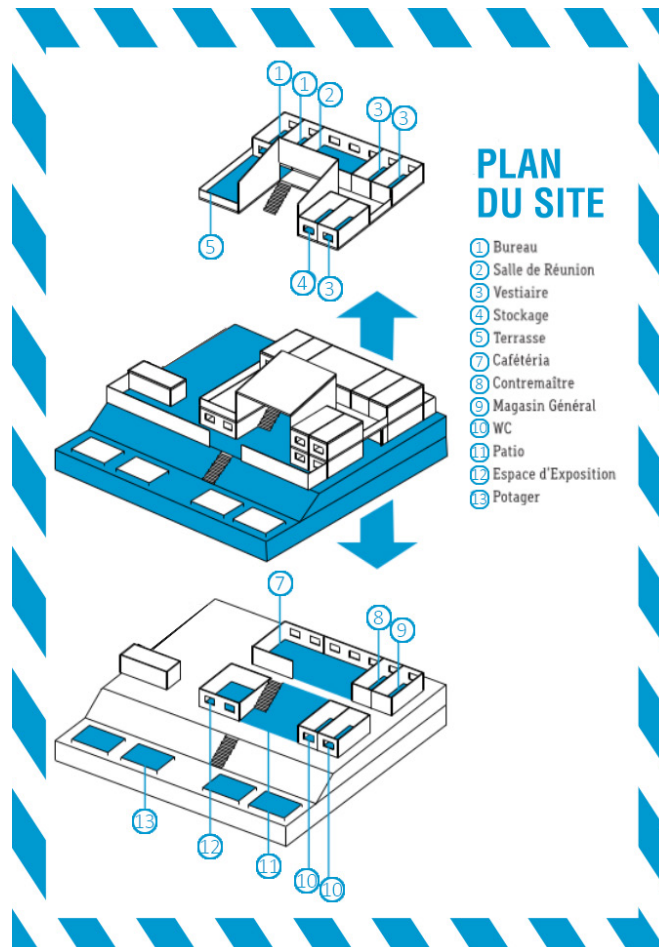 1
1
2
3
3
5
4
3
PLAN
DU SITE
1 Bureau
2 Salle de Réunion
3 Vestiaire
4 Stockage
5 Terrasse
7 Cafétéria
8 Contremaître
9 Magasin Général
10 WC
11 Patio
12 Espace d'Exposition
13 Potager
7
8
9
13
12
11
10
10